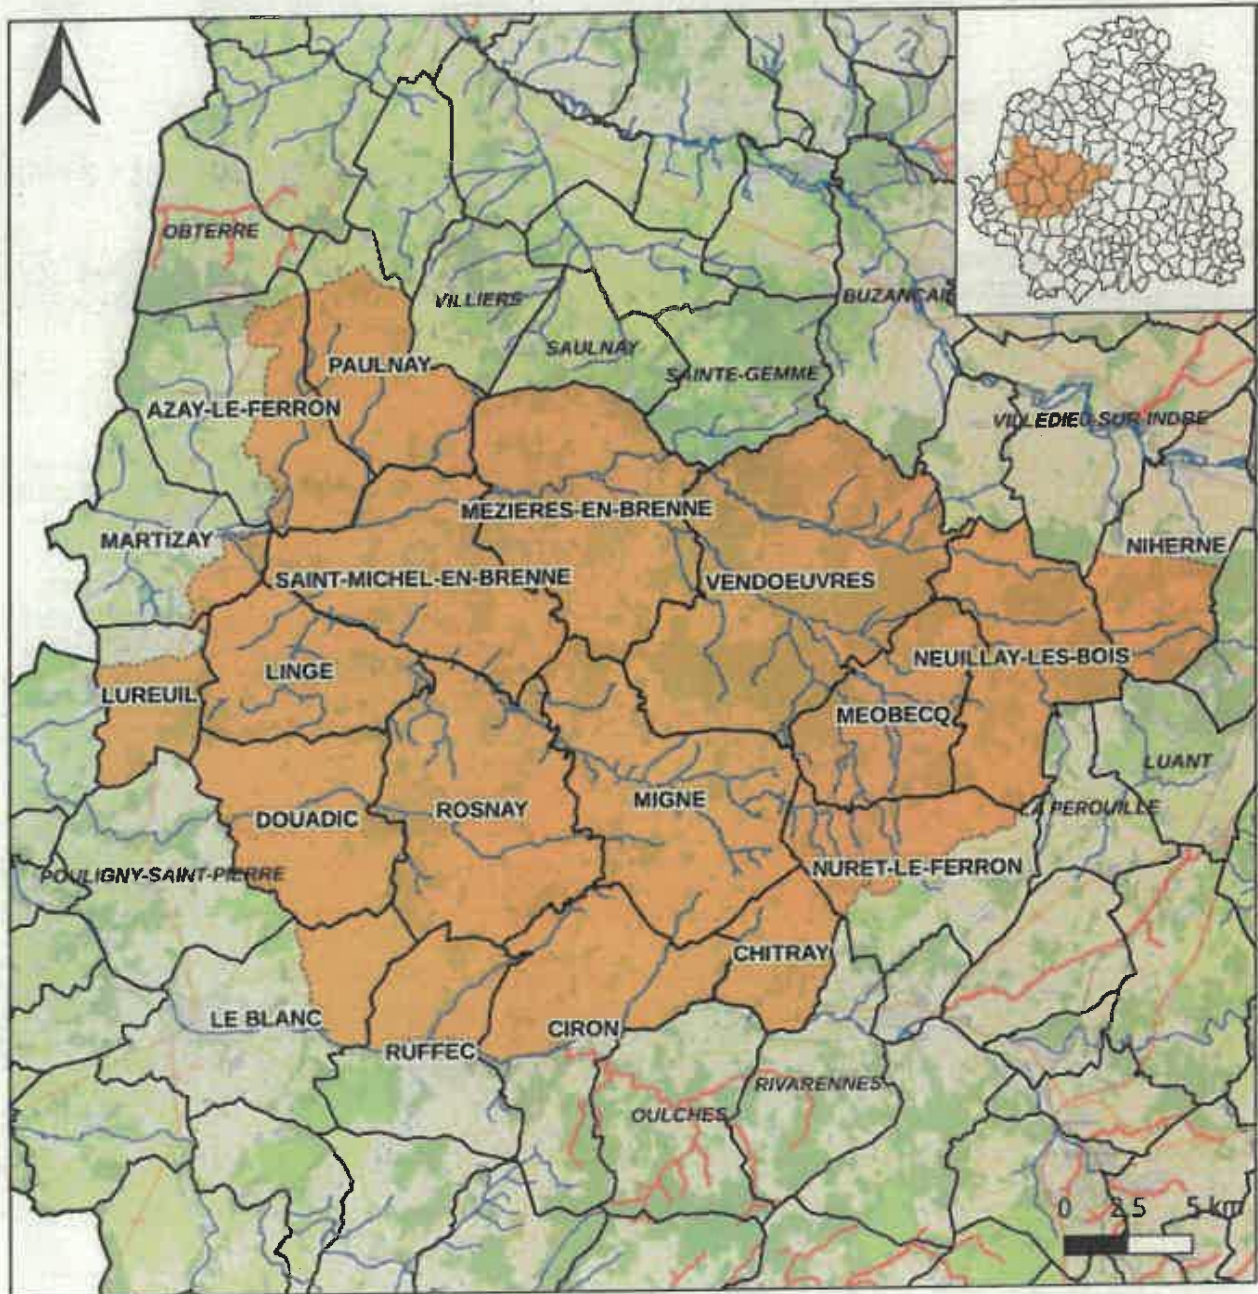 OBTERRE
VILLIERS
BUZANCAI
SAULNAY
PAULNAY
SAINTE-GEMME
AZAY-LE-FERRON
VILLEDIEU-SUR-INDRE
MEZIERES-EN-BRENNE
MARTIZAY
NIHERNE
SAINT-MICHEL-EN-BRENNE
VENDOEUVRES
NEUILLAY-LES-BOIS
LINGE
LUREUIL
MEOBECQ
LUANT
MIGNE
ROSNAY
LA PEROUILLE
DOUADIC
NURET-LE-FERRON
POULIGNY-SAINT-PIERRE
CHITRAY
LE BLANC
CIRON
RUFFEC
RIVARENNES
OULCHES
0 2.5 5 km